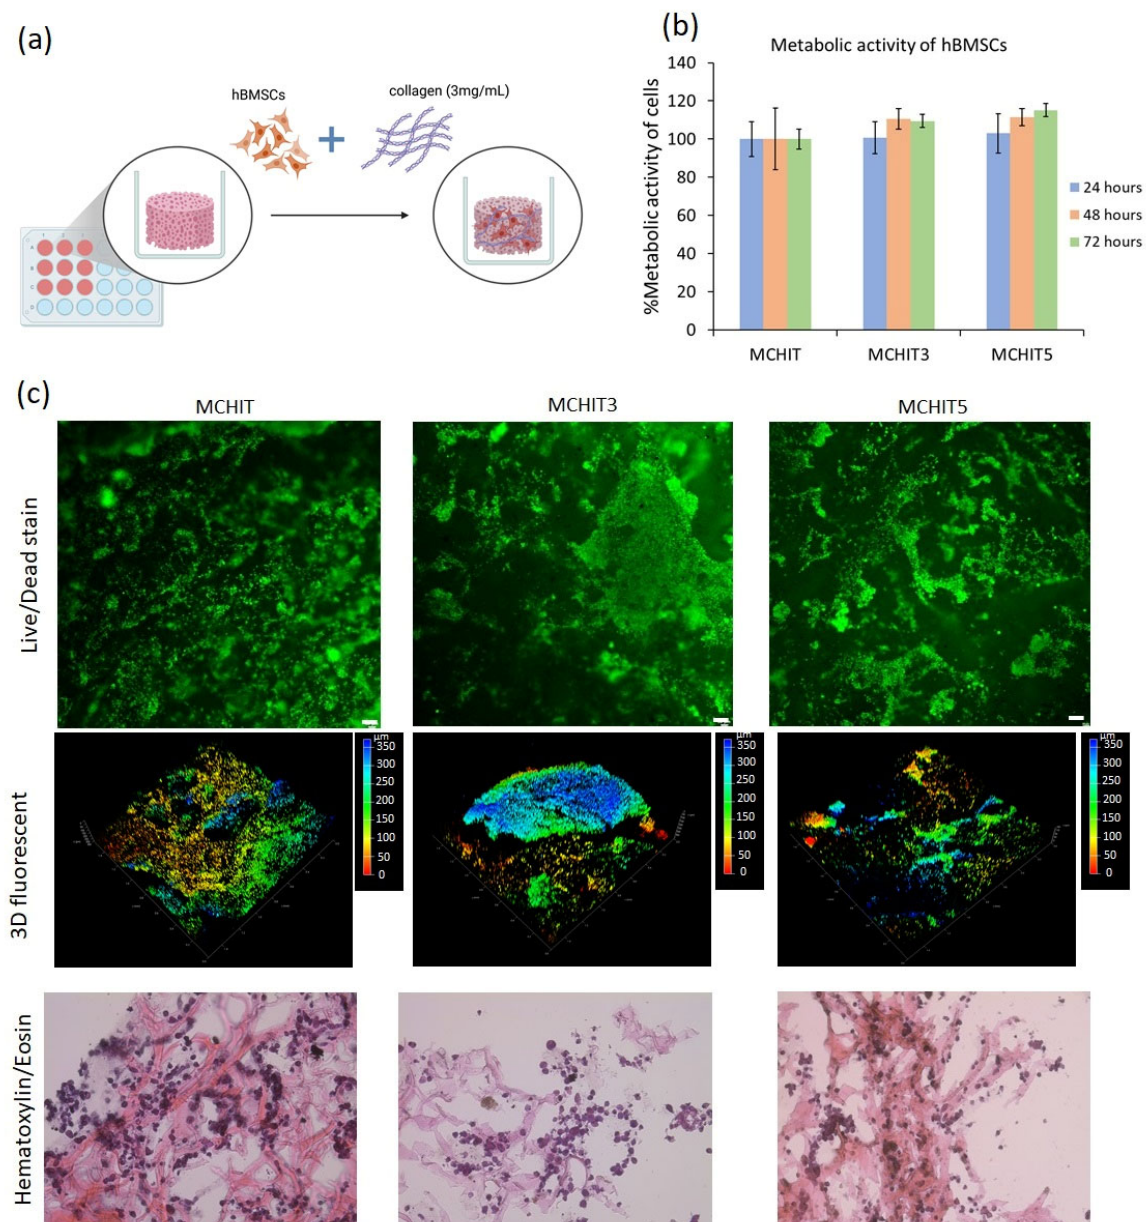 (a)
hBMSCs
collagen (3mg/mL)
A
B
C
D
(b)
Metabolic activity of hBMSCs
%Metabolic activity of cells
140
120
100
80
60
40
20
0
MCHIT
MCHIT3
MCHIT5
24 hours
48 hours
72 hours
(c)
MCHIT
MCHIT3
MCHIT5
Live/Dead stain
3D fluorescent
µm
350
300
250
200
150
100
50
0
µm
350
300
250
200
150
100
50
0
µm
350
300
250
200
150
100
50
0
Hematoxylin/Eosin